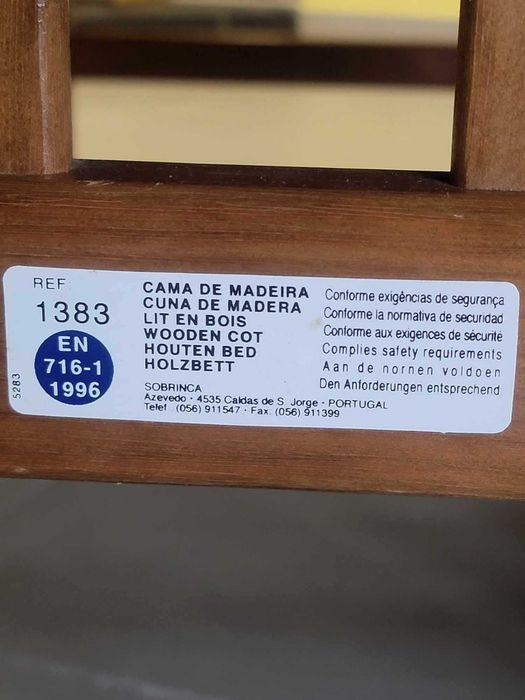 REF
1383
EN
716-1
1996
5283
CAMA DE MADEIRA
CUNA DE MADERA
LIT EN BOIS
WOODEN COT
HOUTEN BED
HOLZBETT
SOBRINCA
Azevedo · 4535 Caldas de S. Jorge · PORTUGAL
Telef. (056) 911547 · Fax. (056) 911399
Conforme exigências de segurança
Conforme la normativa de securidad
Conforme aux exigences de sécurité
Complies safety requirements
Aan de nornen voldoen
Den Anforderungen entsprechend